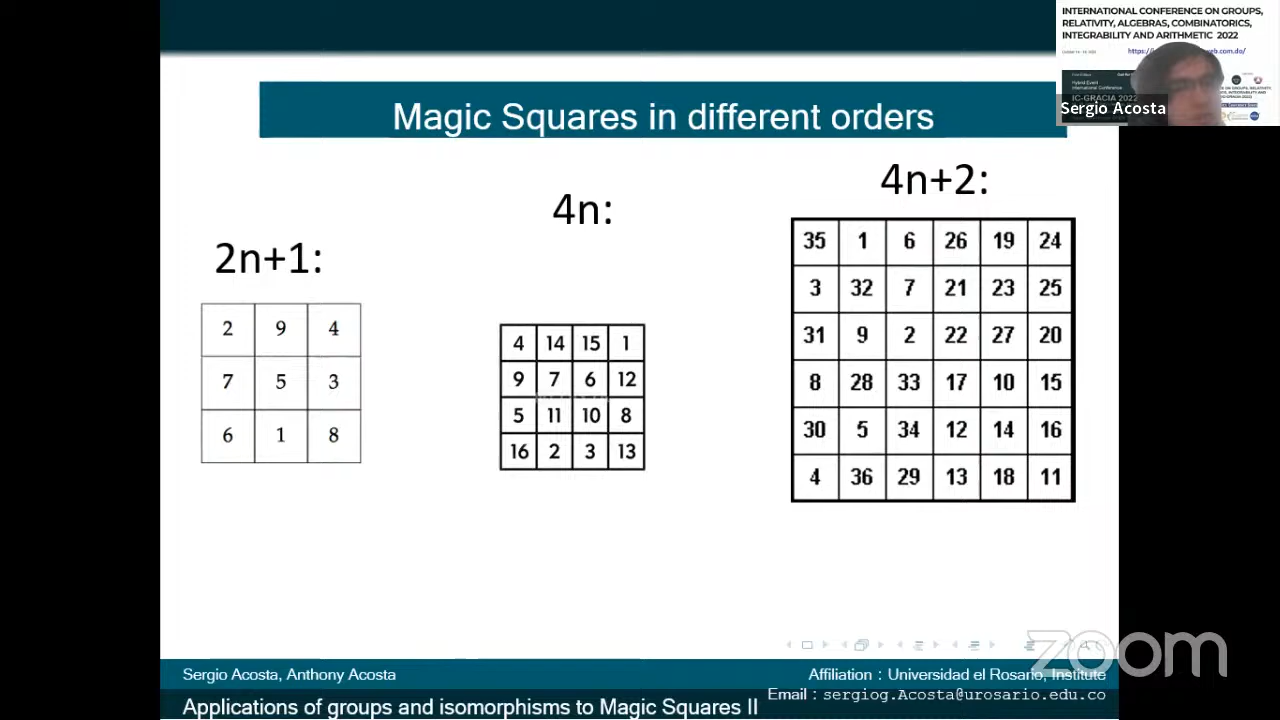 INTERNATIONAL CONFERENCE ON GROUPS,
RELATIVITY, ALGEBRAS, COMBINATORICS,
INTEGRABILITY AND ARITHMETIC 2022
IC-GRACIA 2022
Sergio Acosta
Magic Squares in different orders
2n+1:
2 9 4
7 5 3
6 1 8
4n:
4 14 15 1
9 7 6 12
5 11 10 8
16 2 3 13
4n+2:
35 1 6 26 19 24
3 32 7 21 23 25
31 9 2 22 27 20
8 28 33 17 10 15
30 5 34 12 14 16
4 36 29 13 18 11
zoom
Sergio Acosta, Anthony Acosta
Affiliation : Universidad el Rosario, Institute
Email : sergiog.Acosta@urosario.edu.co
Applications of groups and isomorphisms to Magic Squares II